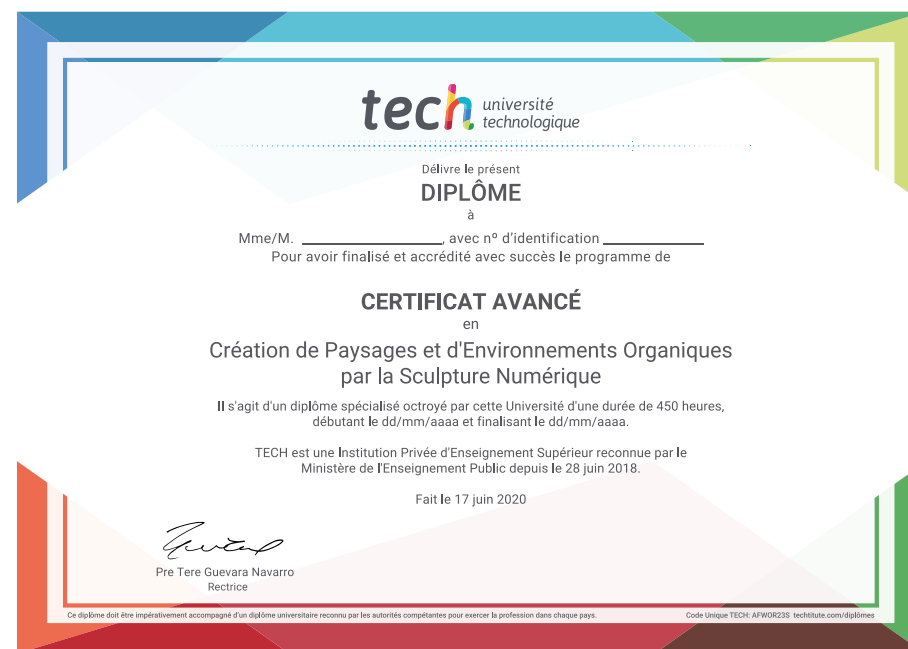 tech université
technologique
Délivre le présent
DIPLÔME
à
Mme/M. ____________________, avec nº d'identification ______________
Pour avoir finalisé et accrédité avec succès le programme de
CERTIFICAT AVANCÉ
en
Création de Paysages et d'Environnements Organiques
par la Sculpture Numérique
Il s'agit d'un diplôme spécialisé octroyé par cette Université d'une durée de 450 heures,
débutant le dd/mm/aaaa et finalisant le dd/mm/aaaa.
TECH est une Institution Privée d'Enseignement Supérieur reconnue par le
Ministère de l'Enseignement Public depuis le 28 juin 2018.
Fait le 17 juin 2020
Pre Tere Guevara Navarro
Rectrice
Ce diplôme doit être impérativement accompagné d'un diplôme universitaire reconnu par les autorités compétantes pour exercer la profession dans chaque pays.
Code Unique TECH: AFWOR23S techtitute.com/diplômes